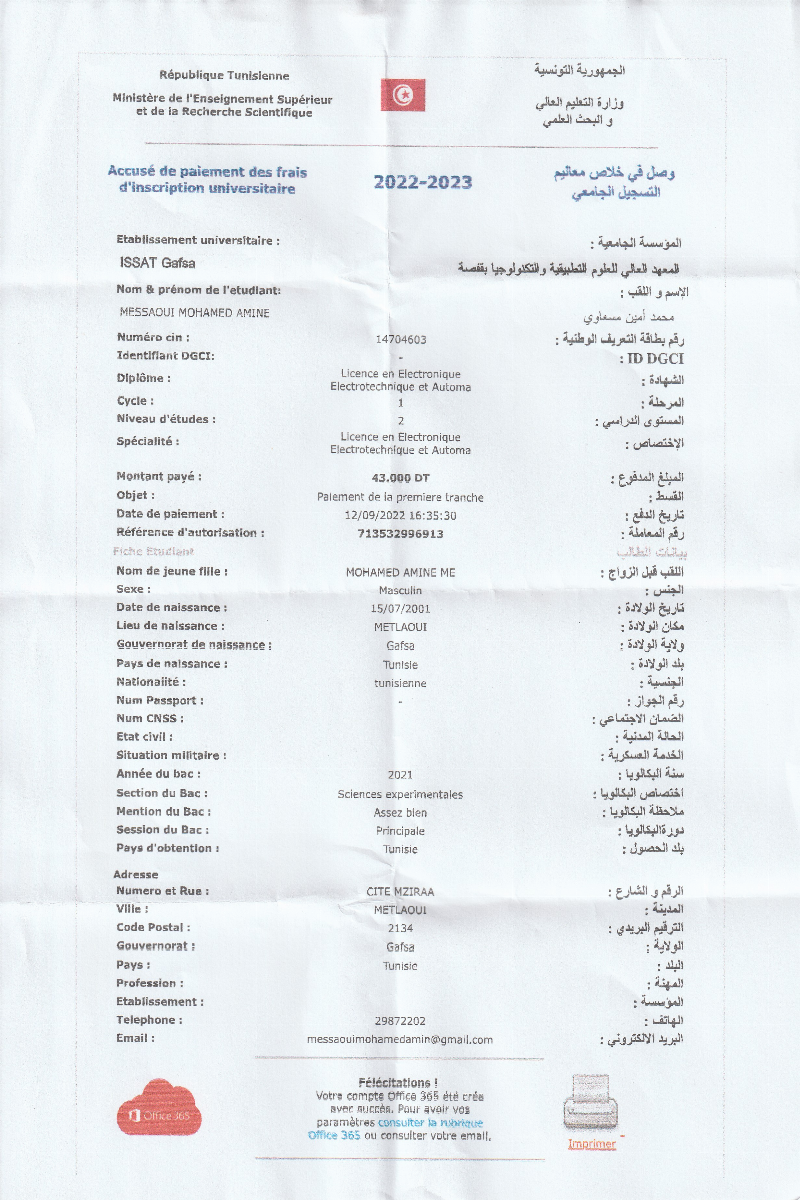 République Tunisienne
الجمهورية التونسية
Ministère de l'Enseignement Supérieur
et de la Recherche Scientifique
وزارة التعليم العالي
و البحث العلمي
Accusé de paiement des frais
d'inscription universitaire
2022-2023
وصل في خلاص معاليم
التسجيل الجامعي
Etablissement universitaire :
المؤسسة الجامعية :
ISSAT Gafsa
المعهد العالي للعلوم التطبيقية والتكنولوجيا بقفصة
Nom & prénom de l'etudiant:
الإسم و اللقب :
MESSAOUI MOHAMED AMINE
محمد أمين مسعاوي
Numéro cin : 14704603 رقم بطاقة التعريف الوطنية :
Identifiant DGCI: - ID DGCI :
Diplôme : Licence en Electronique
Electrotechnique et Automa الشهادة :
Cycle : 1 المرحلة :
Niveau d'études : 2 المستوى الدراسي :
Spécialité : Licence en Electronique
Electrotechnique et Automa الإختصاص :
Montant payé : 43.000 DT المبلغ المدفوع :
Objet : Paiement de la premiere tranche القسط :
Date de paiement : 12/09/2022 16:35:30 تاريخ الدفع :
Référence d'autorisation : 713532996913 رقم المعاملة :
Fiche Etudiant بيانات الطالب
Nom de jeune fille : MOHAMED AMINE ME اللقب قبل الزواج :
Sexe : Masculin الجنس :
Date de naissance : 15/07/2001 تاريخ الولادة :
Lieu de naissance : METLAOUI مكان الولادة :
Gouvernorat de naissance : Gafsa ولاية الولادة :
Pays de naissance : Tunisie بلد الولادة :
Nationalité : tunisienne الجنسية :
Num Passport : - رقم الجواز :
Num CNSS : الضمان الاجتماعي :
Etat civil : الحالة المدنية :
Situation militaire : الخدمة العسكرية :
Année du bac : 2021 سنة البكالويا :
Section du Bac : Sciences experimentales اختصاص البكالويا :
Mention du Bac : Assez bien ملاحظة البكالويا :
Session du Bac : Principale دورةالبكالويا :
Pays d'obtention : Tunisie بلد الحصول :
Adresse
Numero et Rue : CITE MZIRAA الرقم و الشارع :
Ville : METLAOUI المدينة :
Code Postal : 2134 الترقيم البريدي :
Gouvernorat : Gafsa الولاية :
Pays : Tunisie البلد :
Profession : المهنة :
Etablissement : المؤسسة :
Telephone : 29872202 الهاتف :
Email : messaouimohamedamin@gmail.com البريد الالكتروني :
Office 365
Félécitations !
Votre compte Office 365 été crée
avec succés. Pour avoir vos
paramètres consulter la rubrique
Office 365 ou consulter votre email.
Imprimer